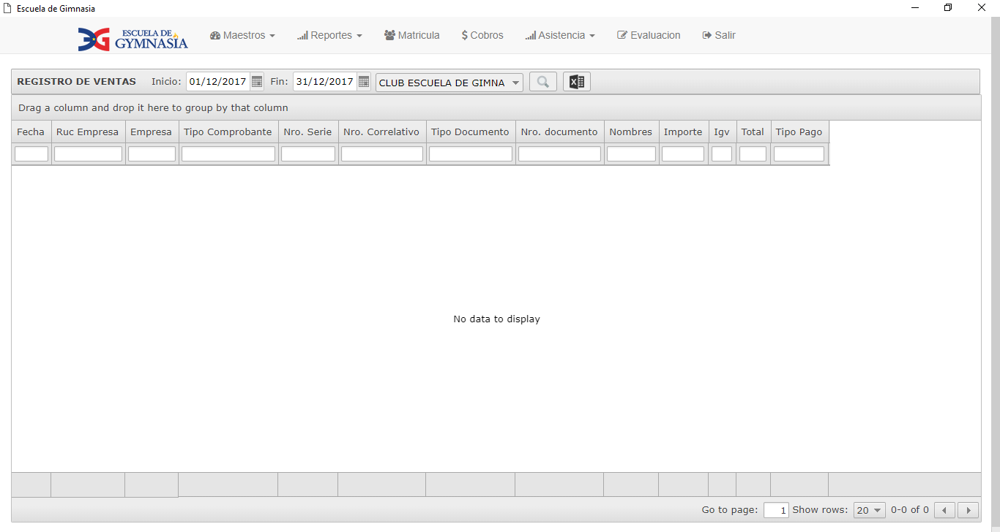 Escuela de Gimnasia
ESCUELA DE GYMNASIA
Maestros Reportes Matricula $ Cobros Asistencia Evaluacion Salir
REGISTRO DE VENTAS Inicio: 01/12/2017 Fin: 31/12/2017 CLUB ESCUELA DE GIMNA
Drag a column and drop it here to group by that column
Fecha Ruc Empresa Empresa Tipo Comprobante Nro. Serie Nro. Correlativo Tipo Documento Nro. documento Nombres Importe Igv Total Tipo Pago
No data to display
Go to page: 1 Show rows: 20 0-0 of 0